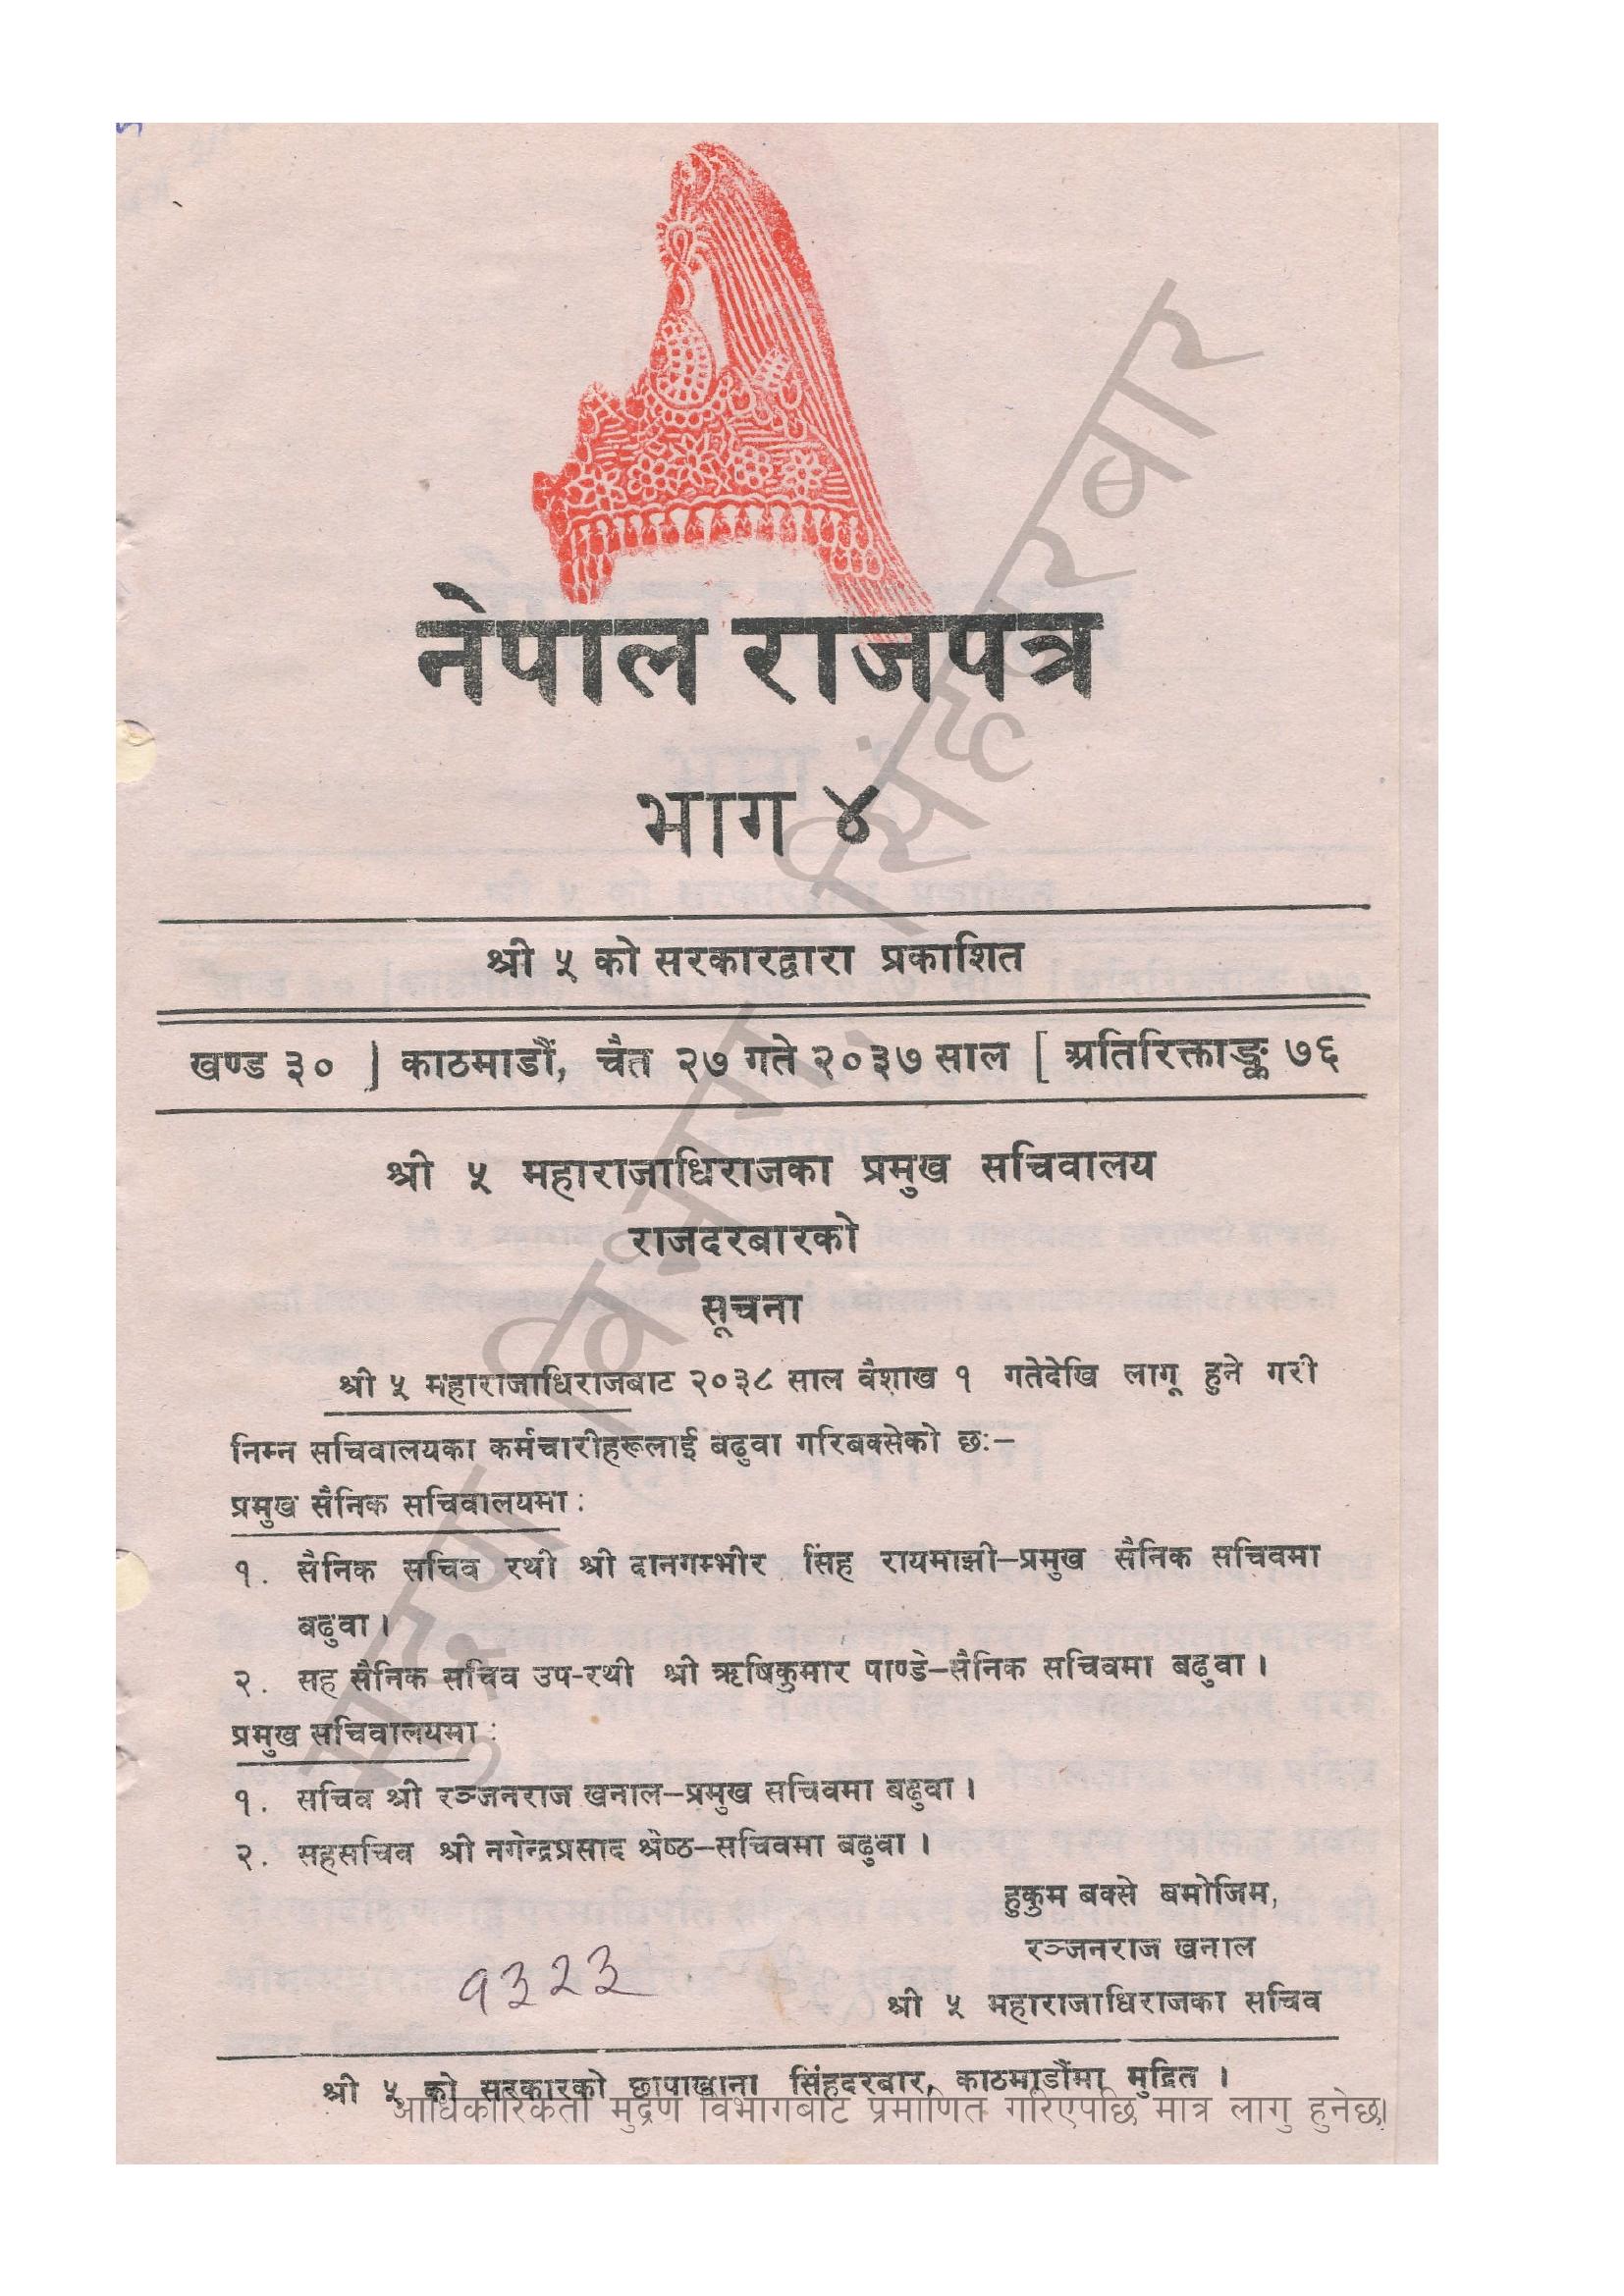 नेपाल राजपत्र
भाग ४
श्री ५ को सरकारद्वारा प्रकाशित
खण्ड ३० ] काठमाडौं, चैत २७ गते २०३७ साल [ अतिरिक्ताङ्क ७६
श्री ५ महाराजाधिराजका प्रमुख सचिवालय
राजदरबारको
सूचना
श्री ५ महाराजाधिराजबाट २०३८ साल वैशाख १ गतेदेखि लागू हुने गरी
निम्न सचिवालयका कर्मचारीहरूलाई बढुवा गरिबक्सेको छः–
प्रमुख सैनिक सचिवालयमा :
१. सैनिक सचिव रथी श्री दानगम्भीर सिंह रायमाझी–प्रमुख सैनिक सचिवमा
बढुवा ।
२. सह सैनिक सचिव उप-रथी श्री ऋषिकुमार पाण्डे–सैनिक सचिवमा बढुवा ।
प्रमुख सचिवालयमा :
१. सचिव श्री रञ्जनराज खनाल–प्रमुख सचिवमा बढुवा ।
२. सहसचिव श्री नगेन्द्रप्रसाद श्रेष्ठ–सचिवमा बढुवा ।
हुकुम बक्से बमोजिम,
रञ्जनराज खनाल
१३२३
श्री ५ महाराजाधिराजका सचिव
श्री ५ को सरकारको छापाखाना सिंहदरबार, काठमाडौंमा मुद्रित ।
आधिकारिकता मुद्रण विभागबाट प्रमाणित गरिएपछि मात्र लागु हुनेछ।
मुद्रण विभाग, सिंहदरबार